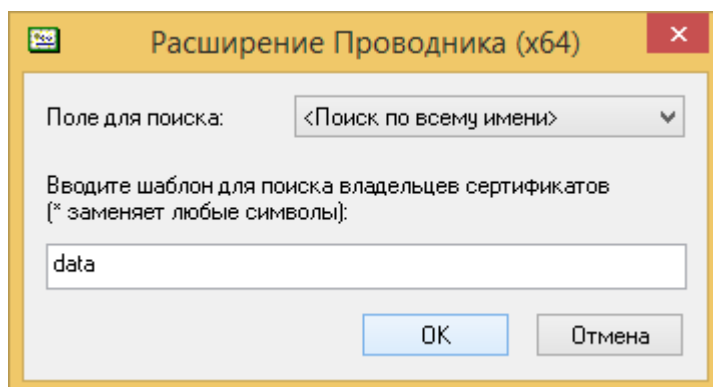 Расширение Проводника (x64)
Поле для поиска: <Поиск по всему имени>
Вводите шаблон для поиска владельцев сертификатов
(* заменяет любые символы):
data
OK Отмена